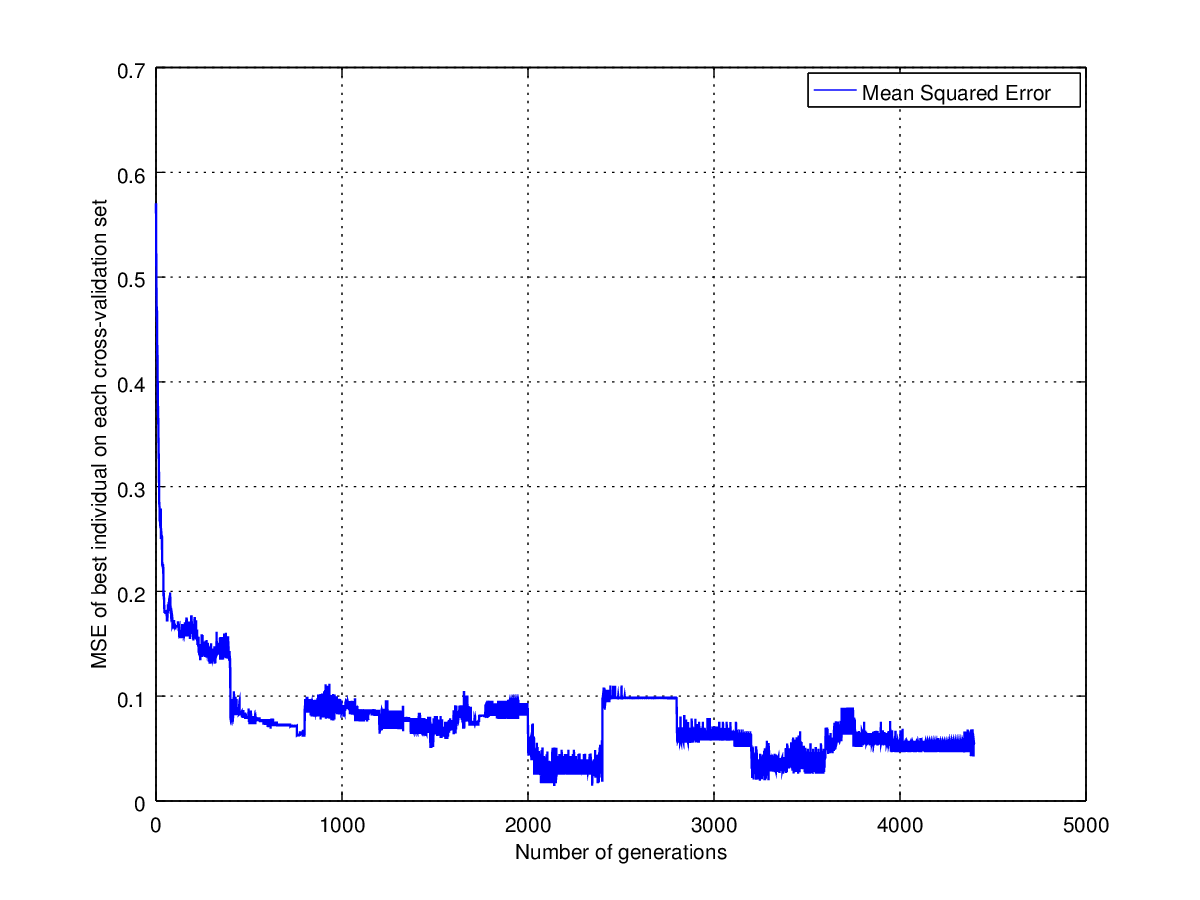 0.7
Mean Squared Error
0.6
0.5
0.4
0.3
0.2
0.1
0
MSE of best individual on each cross-validation set
0 1000 2000 3000 4000 5000
Number of generations